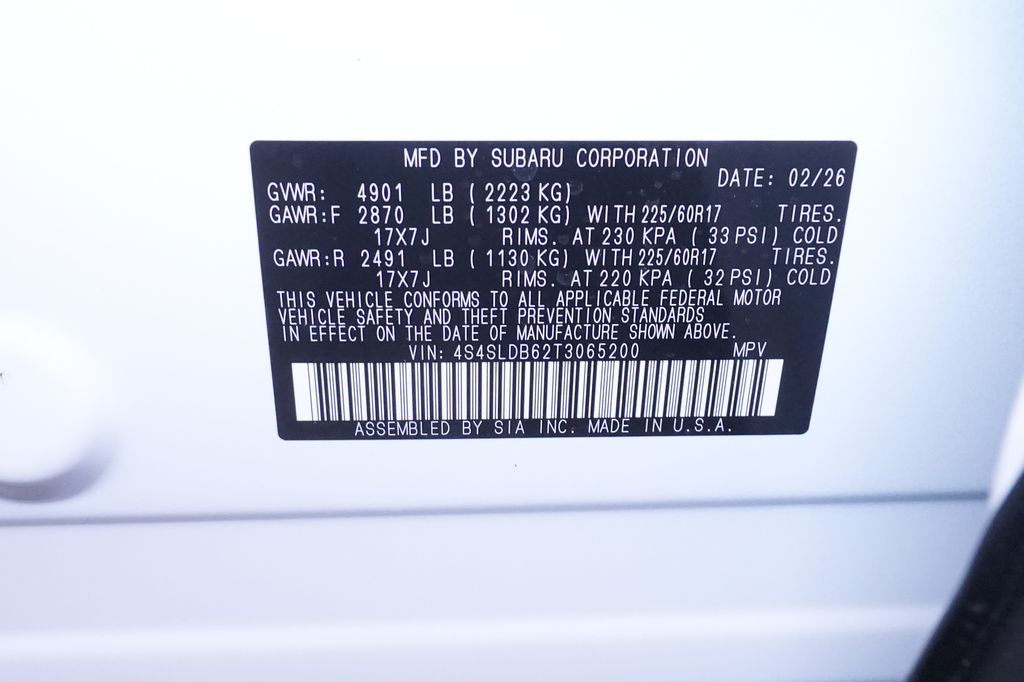 MFD BY SUBARU CORPORATION
DATE: 02/26
GVWR: 4901 LB ( 2223 KG)
GAWR:F 2870 LB ( 1302 KG) WITH 225/60R17 TIRES.
17X7J RIMS. AT 230 KPA ( 33 PSI) COLD
GAWR:R 2491 LB ( 1130 KG) WITH 225/60R17 TIRES.
17X7J RIMS. AT 220 KPA ( 32 PSI) COLD
THIS VEHICLE CONFORMS TO ALL APPLICABLE FEDERAL MOTOR
VEHICLE SAFETY AND THEFT PREVENTION STANDARDS
IN EFFECT ON THE DATE OF MANUFACTURE SHOWN ABOVE.
VIN: 4S4SLDB62T3065200 MPV
ASSEMBLED BY SIA INC. MADE IN U.S.A.